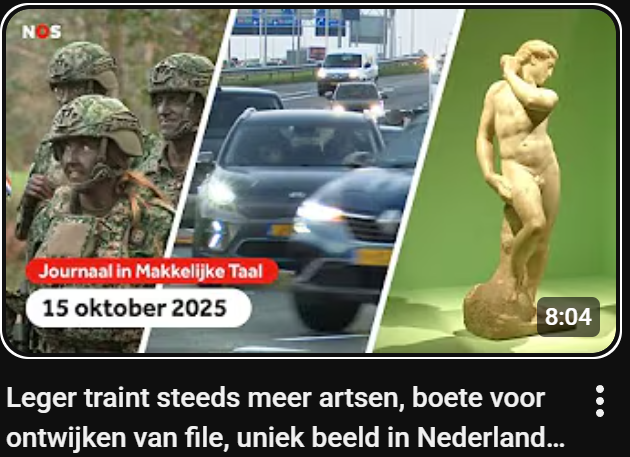 NOS
Journaal in Makkelijke Taal
15 oktober 2025
8:04
Leger traint steeds meer artsen, boete voor
ontwijken van file, uniek beeld in Nederland...